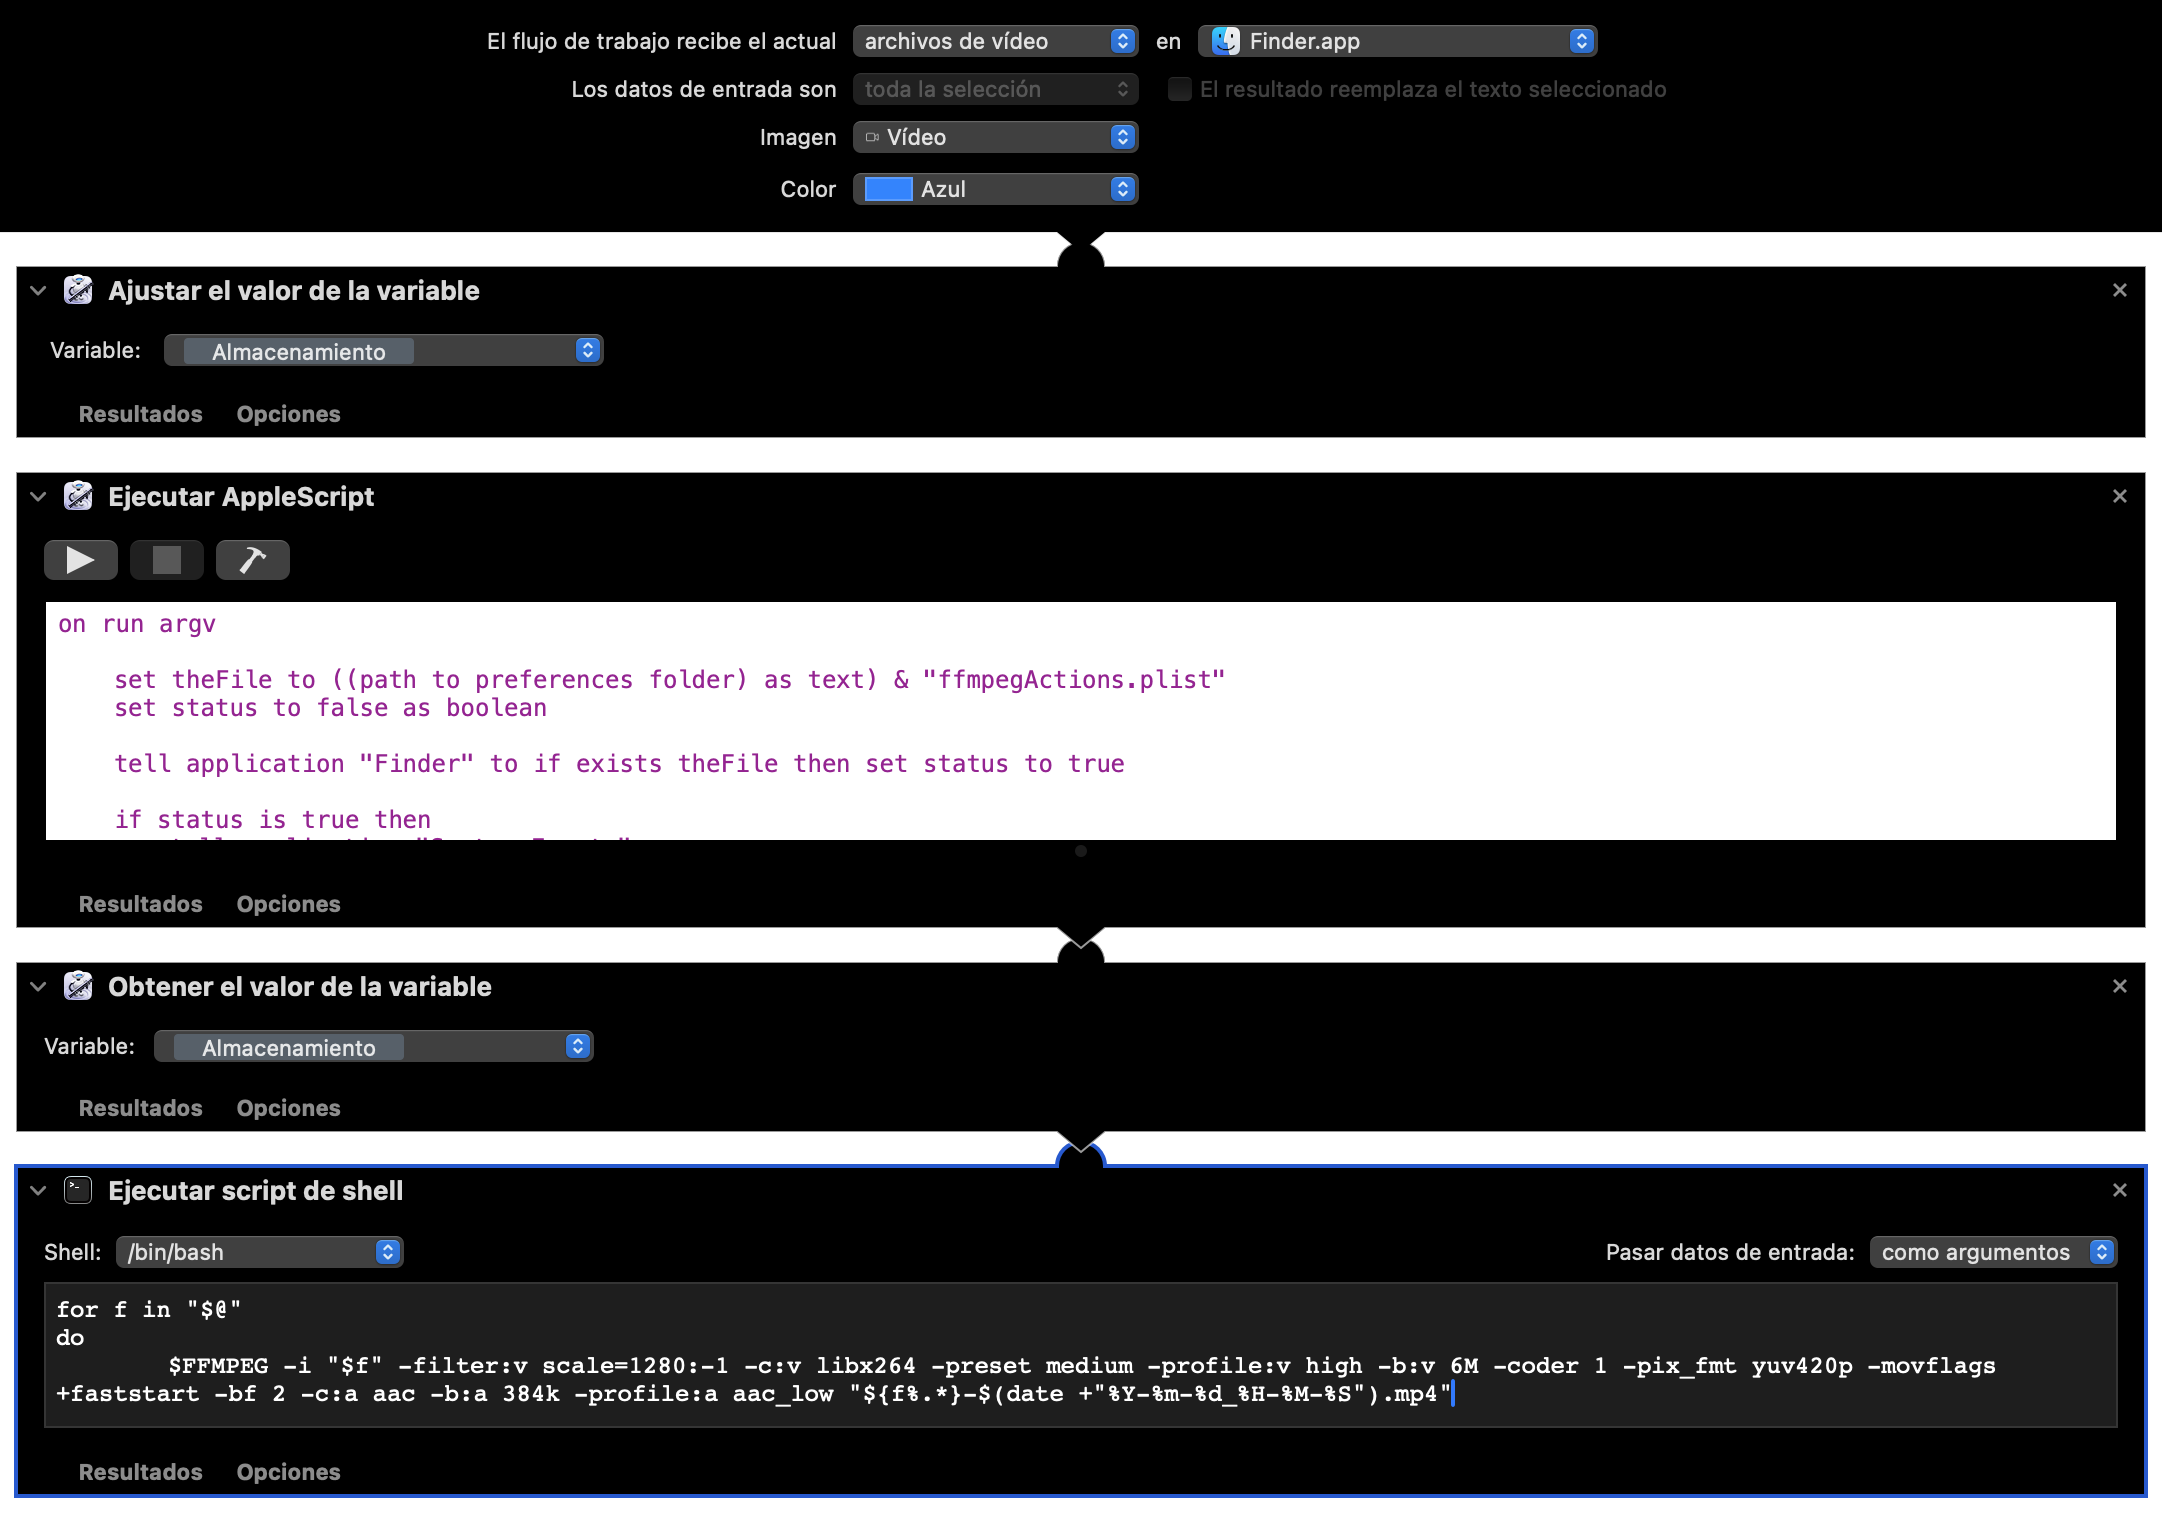 El flujo de trabajo recibe el actual archivos de vídeo en Finder.app
Los datos de entrada son toda la selección El resultado reemplaza el texto seleccionado
Imagen Vídeo
Color Azul
Ajustar el valor de la variable
Variable: Almacenamiento
Resultados Opciones
Ejecutar AppleScript
on run argv
set theFile to ((path to preferences folder) as text) & "ffmpegActions.plist"
set status to false as boolean
tell application "Finder" to if exists theFile then set status to true
if status is true then
Resultados Opciones
Obtener el valor de la variable
Variable: Almacenamiento
Resultados Opciones
Ejecutar script de shell
Shell: /bin/bash Pasar datos de entrada: como argumentos
for f in "$@"
do
$FFMPEG -i "$f" -filter:v scale=1280:-1 -c:v libx264 -preset medium -profile:v high -b:v 6M -coder 1 -pix_fmt yuv420p -movflags
+faststart -bf 2 -c:a aac -b:a 384k -profile:a aac_low "${f%.*}-$(date +"%Y-%m-%d_%H-%M-%S").mp4"
Resultados Opciones